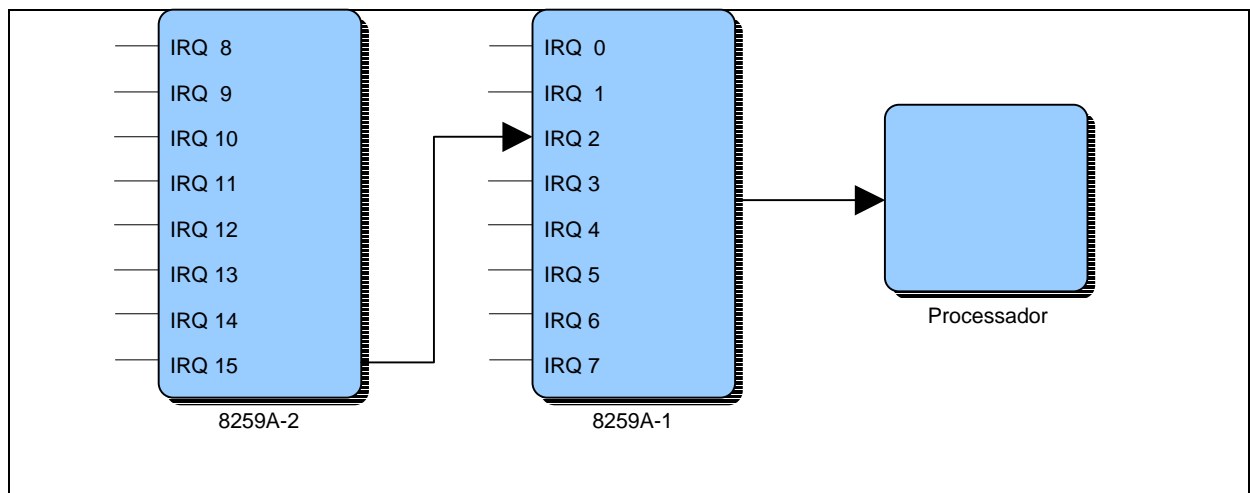 IRQ 8
IRQ 9
IRQ 10
IRQ 11
IRQ 12
IRQ 13
IRQ 14
IRQ 15
8259A-2
IRQ 0
IRQ 1
IRQ 2
IRQ 3
IRQ 4
IRQ 5
IRQ 6
IRQ 7
8259A-1
Processador